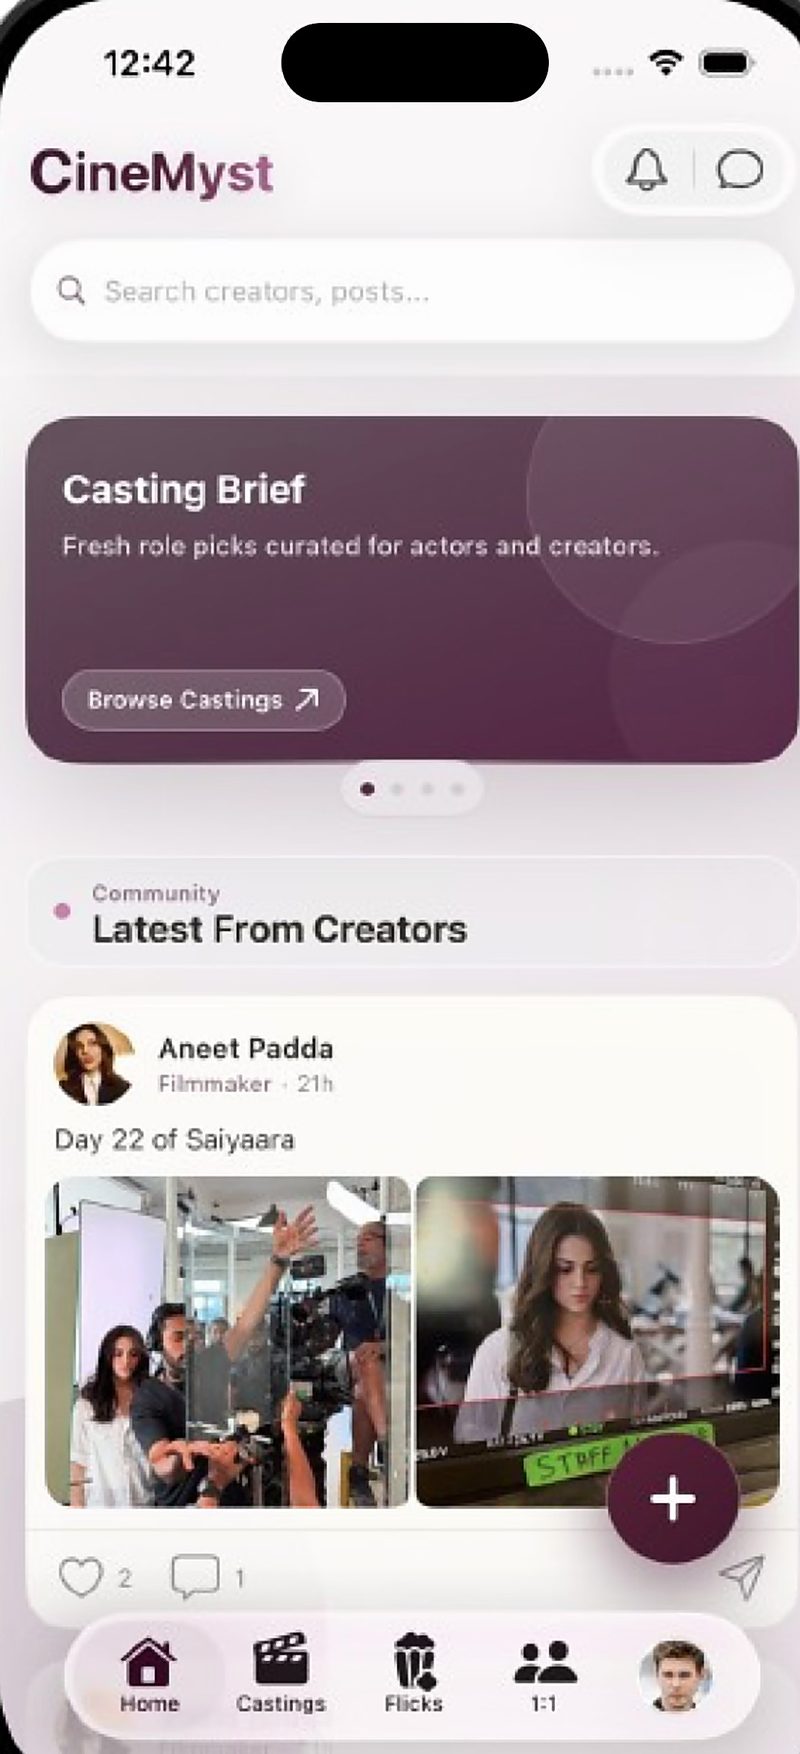 12:42
CineMyst
Search creators, posts...
Casting Brief
Fresh role picks curated for actors and creators.
Browse Castings
Community
Latest From Creators
Aneet Padda
Filmmaker · 21h
Day 22 of Saiyaara
STAFF
2
1
Home
Castings
Flicks
1:1